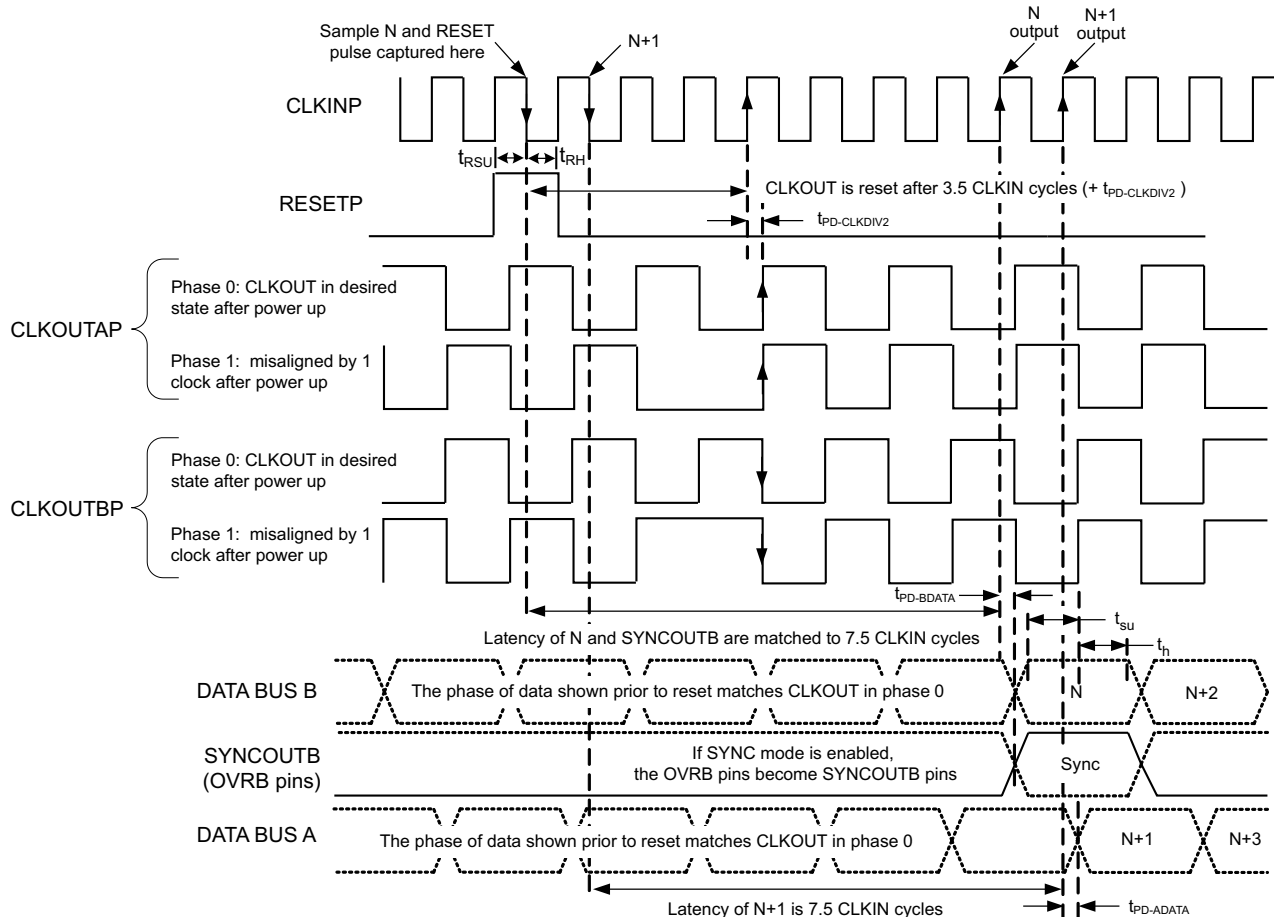 Sample N and RESET
pulse captured here
N+1
N
output
N+1
output
CLKINP
tRSU
tRH
CLKOUT is reset after 3.5 CLKIN cycles (+ tPD-CLKDIV2 )
RESETP
tPD-CLKDIV2
CLKOUTAP
Phase 0: CLKOUT in desired
state after power up
Phase 1: misaligned by 1
clock after power up
CLKOUTBP
Phase 0: CLKOUT in desired
state after power up
Phase 1: misaligned by 1
clock after power up
tPD-BDATA
tsu
Latency of N and SYNCOUTB are matched to 7.5 CLKIN cycles
th
DATA BUS B
The phase of data shown prior to reset matches CLKOUT in phase 0
N
N+2
SYNCOUTB
(OVRB pins)
If SYNC mode is enabled,
the OVRB pins become SYNCOUTB pins
Sync
DATA BUS A
The phase of data shown prior to reset matches CLKOUT in phase 0
N+1
N+3
Latency of N+1 is 7.5 CLKIN cycles
tPD-ADATA